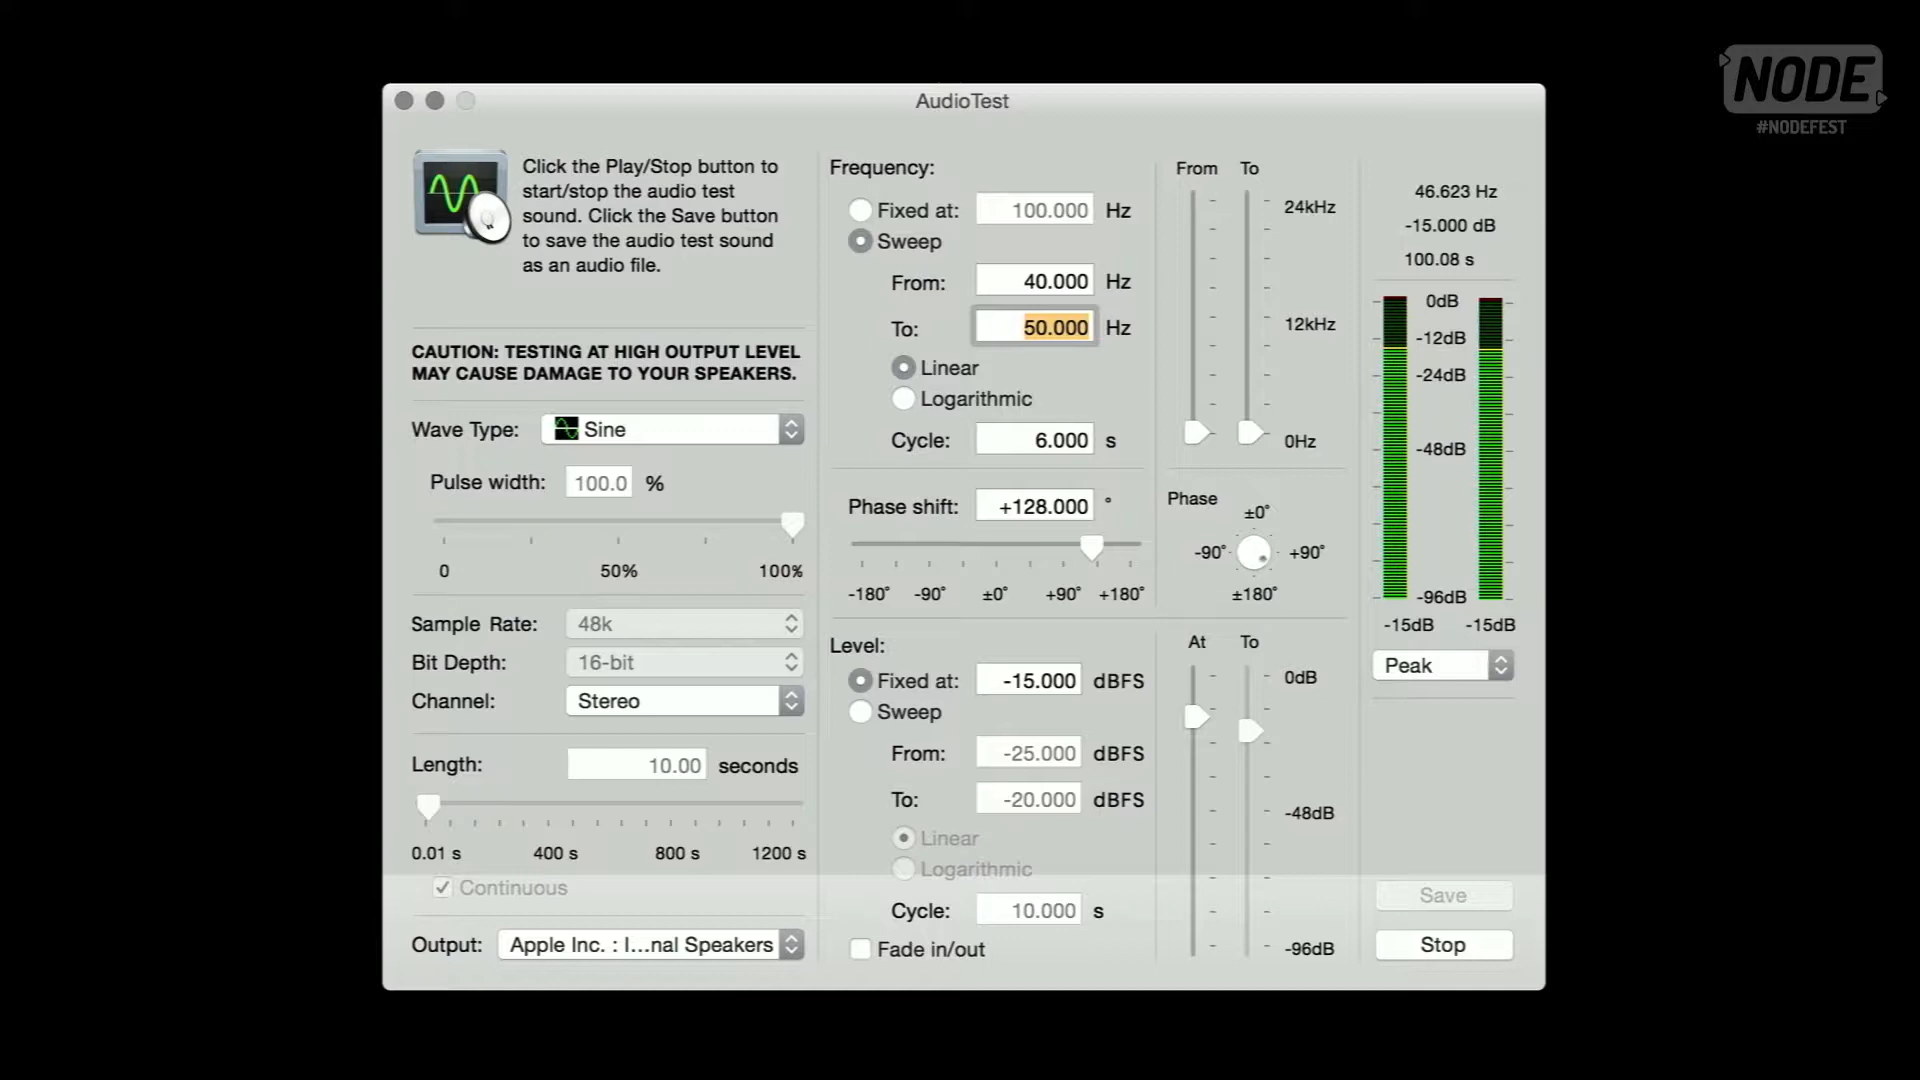 NODE
#NODEFEST
AudioTest
Click the Play/Stop button to
start/stop the audio test
sound. Click the Save button
to save the audio test sound
as an audio file.
CAUTION: TESTING AT HIGH OUTPUT LEVEL
MAY CAUSE DAMAGE TO YOUR SPEAKERS.
Wave Type: Sine
Pulse width: 100.0 %
0 50% 100%
Sample Rate: 48k
Bit Depth: 16-bit
Channel: Stereo
Length: 10.00 seconds
0.01 s 400 s 800 s 1200 s
Continuous
Output: Apple Inc. : I...nal Speakers
Frequency:
Fixed at: 100.000 Hz
Sweep
From: 40.000 Hz
To: 50.000 Hz
Linear
Logarithmic
Cycle: 6.000 s
Phase shift: +128.000 °
-180° -90° ±0° +90° +180°
Level:
Fixed at: -15.000 dBFS
Sweep
From: -25.000 dBFS
To: -20.000 dBFS
Linear
Logarithmic
Cycle: 10.000 s
Fade in/out
From To
24kHz
12kHz
0Hz
Phase
±0°
-90° +90°
±180°
At To
0dB
-48dB
-96dB
46.623 Hz
-15.000 dB
100.08 s
0dB
-12dB
-24dB
-48dB
-96dB
-15dB -15dB
Peak
Save
Stop